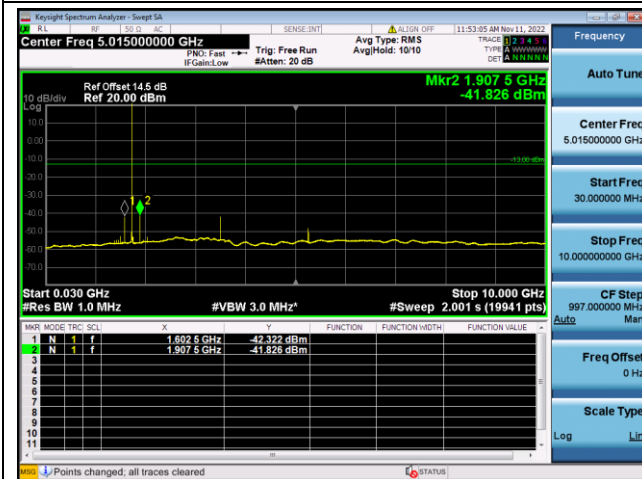 Keysight Spectrum Analyzer - Swept SA
RL RF 50 Ω AC SENSE:INT ALIGN OFF 11:53:05 AM Nov 11, 2022
Center Freq 5.015000000 GHz
PNO: Fast
IFGain:Low
Trig: Free Run
#Atten: 20 dB
Avg Type: RMS
Avg|Hold: 10/10
TRACE 1 2 3 4 5 6
TYPE A WWWWW
DET A N N N N N
Frequency
Auto Tune
Center Freq
5.015000000 GHz
Start Freq
30.000000 MHz
Stop Freq
10.000000000 GHz
CF Step
997.000000 MHz
Auto Man
Freq Offset
0 Hz
Scale Type
Log Lin
Mkr2 1.907 5 GHz
-41.826 dBm
Ref Offset 14.5 dB
10 dB/div Ref 20.00 dBm
Log
10.0
0.00
-10.0
-13.00 dBm
-20.0
-30.0
-40.0
-50.0
-60.0
-70.0
1 2
Start 0.030 GHz Stop 10.000 GHz
#Res BW 1.0 MHz #VBW 3.0 MHz* #Sweep 2.001 s (19941 pts)
MKR MODE TRC SCL X Y FUNCTION FUNCTION WIDTH FUNCTION VALUE
1 N 1 f 1.602 5 GHz -42.322 dBm
2 N 1 f 1.907 5 GHz -41.826 dBm
3
4
5
6
7
8
9
10
11
MSG Points changed; all traces cleared STATUS